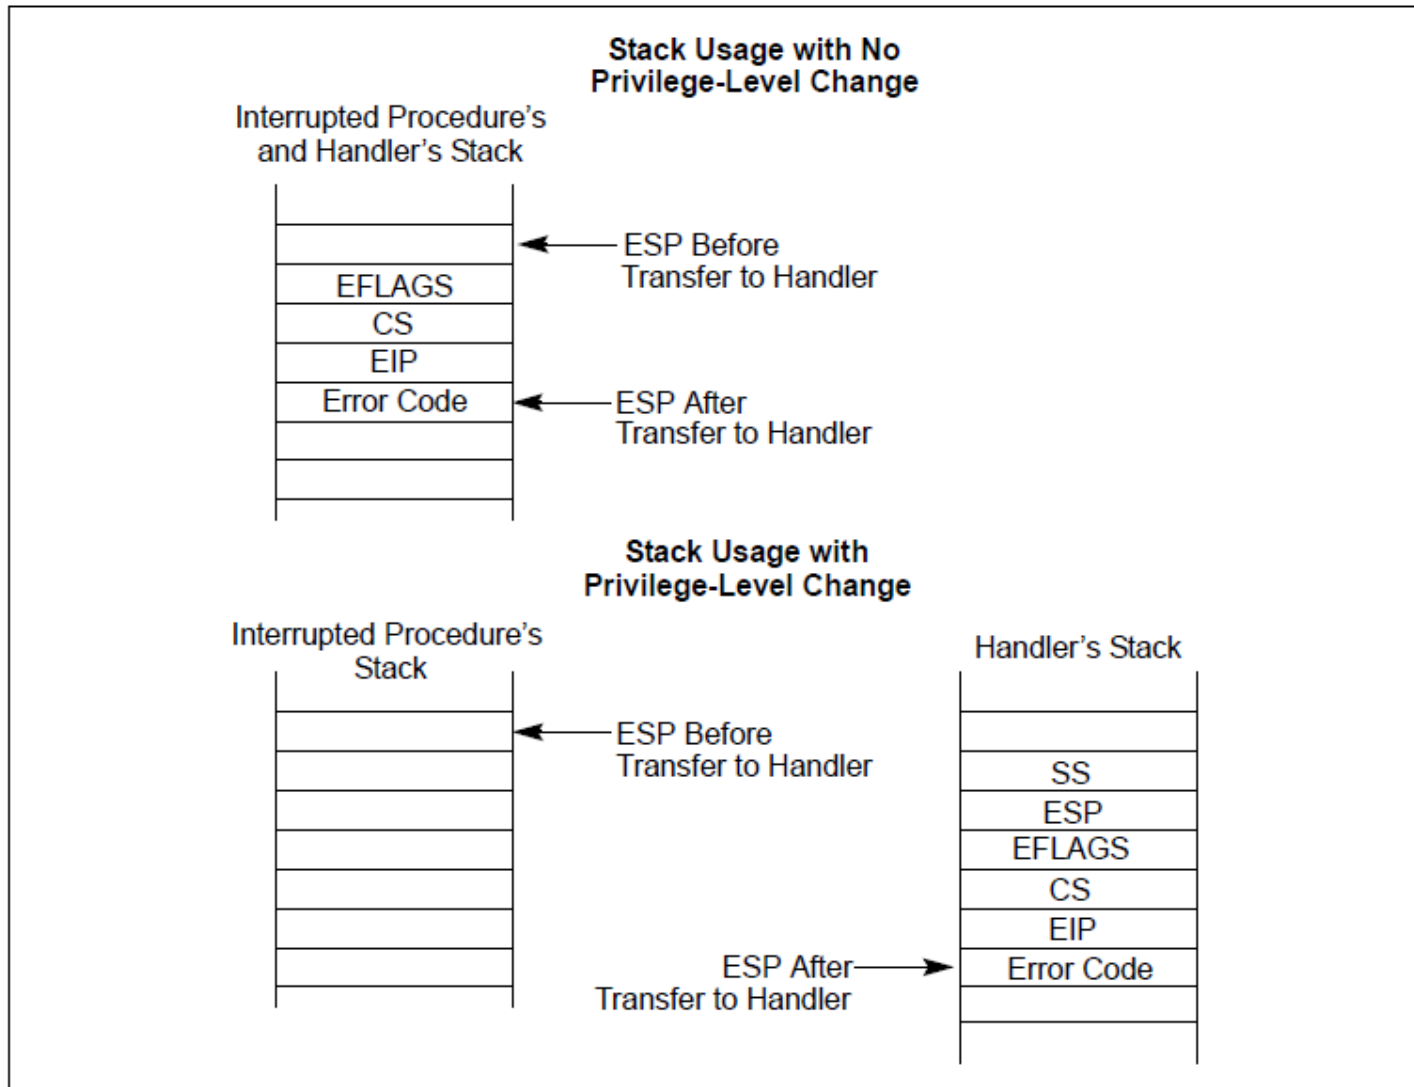 Stack Usage with No
Privilege-Level Change
Interrupted Procedure's
and Handler's Stack
ESP Before
Transfer to Handler
EFLAGS
CS
EIP
Error Code
ESP After
Transfer to Handler
Stack Usage with
Privilege-Level Change
Interrupted Procedure's
Stack
Handler's Stack
ESP Before
Transfer to Handler
SS
ESP
EFLAGS
CS
EIP
ESP After
Transfer to Handler
Error Code